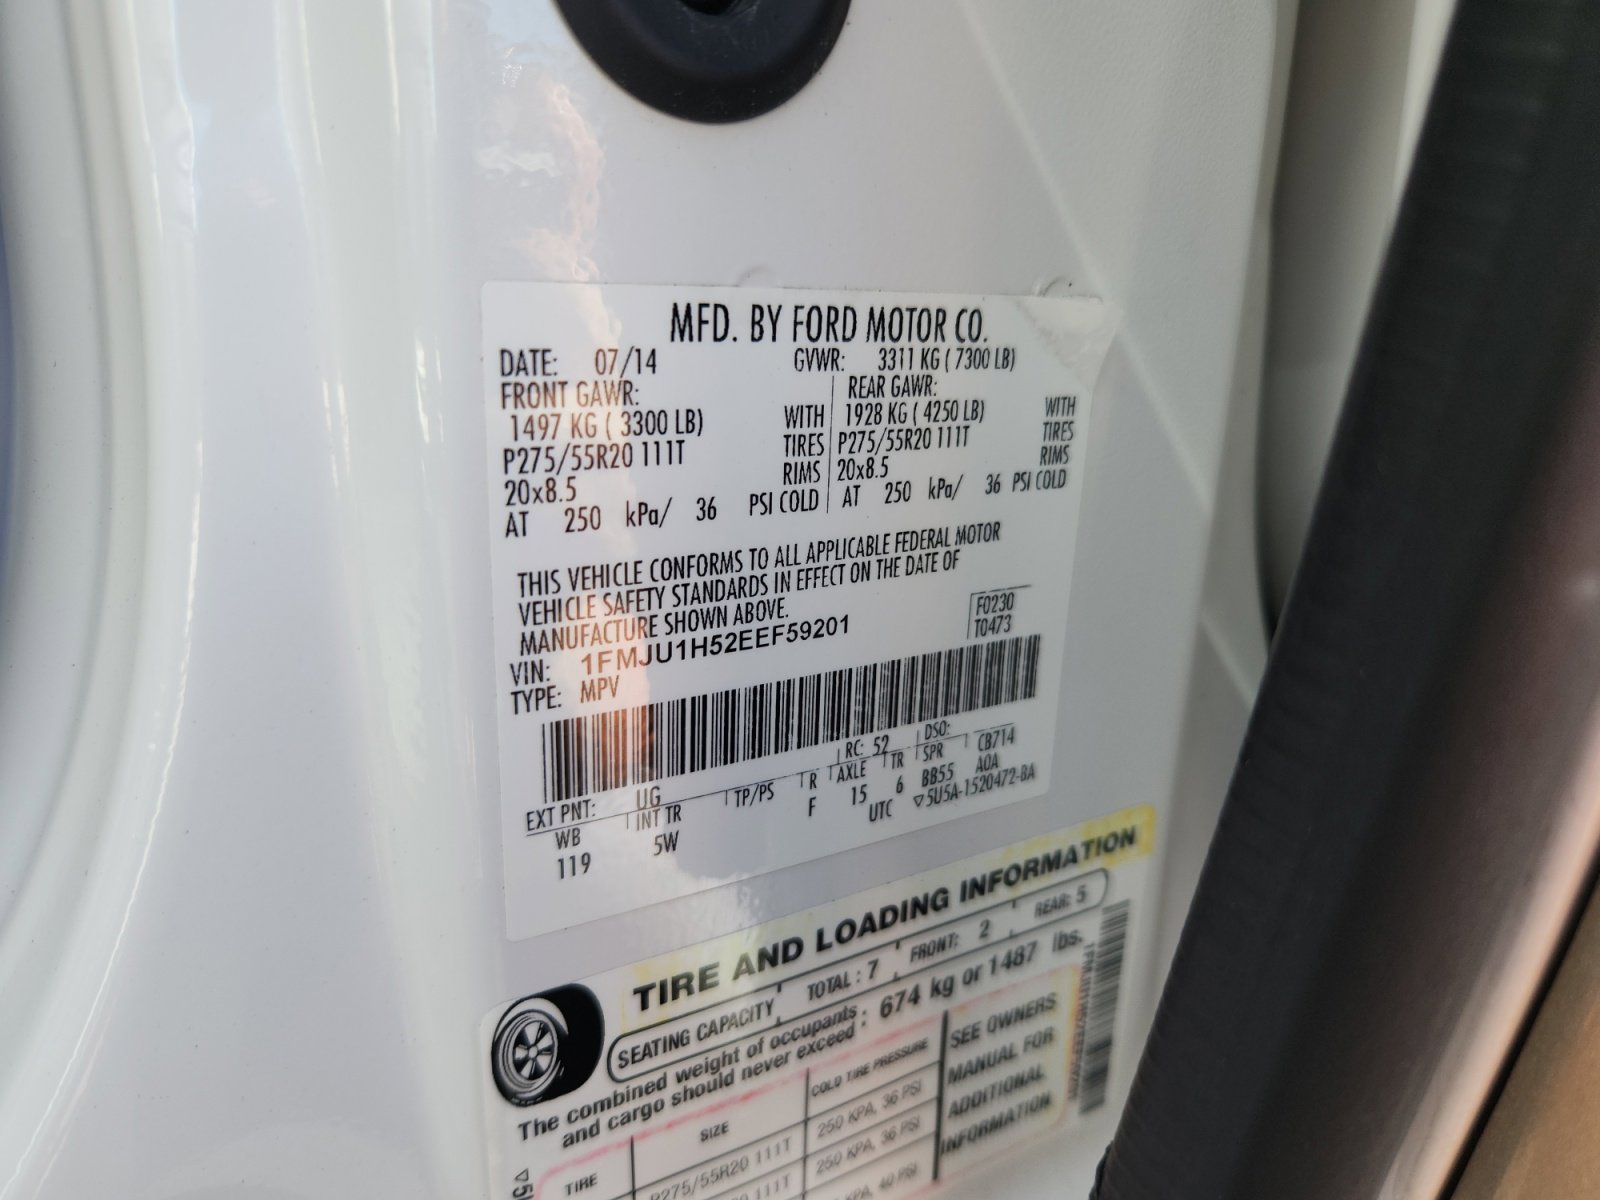 MFD. BY FORD MOTOR CO.
DATE: 07/14 GVWR: 3311 KG ( 7300 LB)
FRONT GAWR: REAR GAWR:
1497 KG ( 3300 LB) WITH 1928 KG ( 4250 LB) WITH
P275/55R20 111T TIRES P275/55R20 111T TIRES
20x8.5 RIMS 20x8.5 RIMS
AT 250 kPa/ 36 PSI COLD AT 250 kPa/ 36 PSI COLD
THIS VEHICLE CONFORMS TO ALL APPLICABLE FEDERAL MOTOR
VEHICLE SAFETY STANDARDS IN EFFECT ON THE DATE OF
MANUFACTURE SHOWN ABOVE.
F0230
T0473
VIN: 1FMJU1H52EEF59201
TYPE: MPV
EXT PNT: UG RC: 52 DSO: CB714
WB INT TR TP/PS R AXLE TR SPR A0A
119 5W F 15 6 BB55
UTC ▽5U5A-1520472-BA
TIRE AND LOADING INFORMATION
SEATING CAPACITY TOTAL : 7 FRONT: 2 REAR: 5
The combined weight of occupants
and cargo should never exceed : 674 kg or 1487 lbs.
TIRE SIZE COLD TIRE PRESSURE
P275/55R20 111T 250 KPA, 36 PSI
111T 250 KPA, 36 PSI
KPA, 40 PSI
SEE OWNERS
MANUAL FOR
ADDITIONAL
INFORMATION